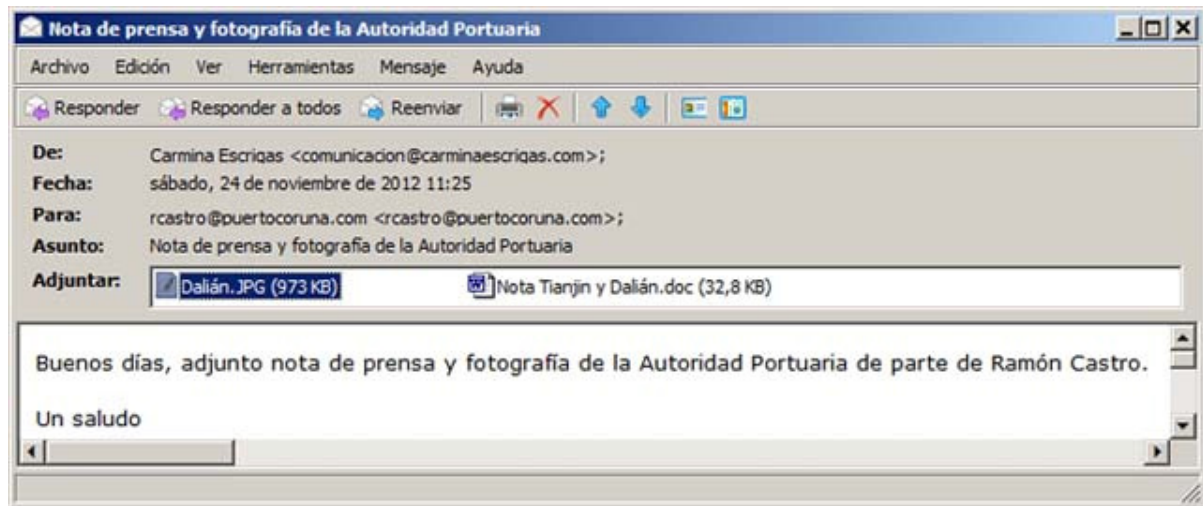 Nota de prensa y fotografía de la Autoridad Portuaria
Archivo Edición Ver Herramientas Mensaje Ayuda
Responder Responder a todos Reenviar
De: Carmina Escrigas <comunicacion@carminaescrigas.com>;
Fecha: sábado, 24 de noviembre de 2012 11:25
Para: rcastro@puertocoruna.com <rcastro@puertocoruna.com>;
Asunto: Nota de prensa y fotografía de la Autoridad Portuaria
Adjuntar: Dalián.JPG (973 KB) Nota Tianjin y Dalián.doc (32,8 KB)
Buenos días, adjunto nota de prensa y fotografía de la Autoridad Portuaria de parte de Ramón Castro.
Un saludo